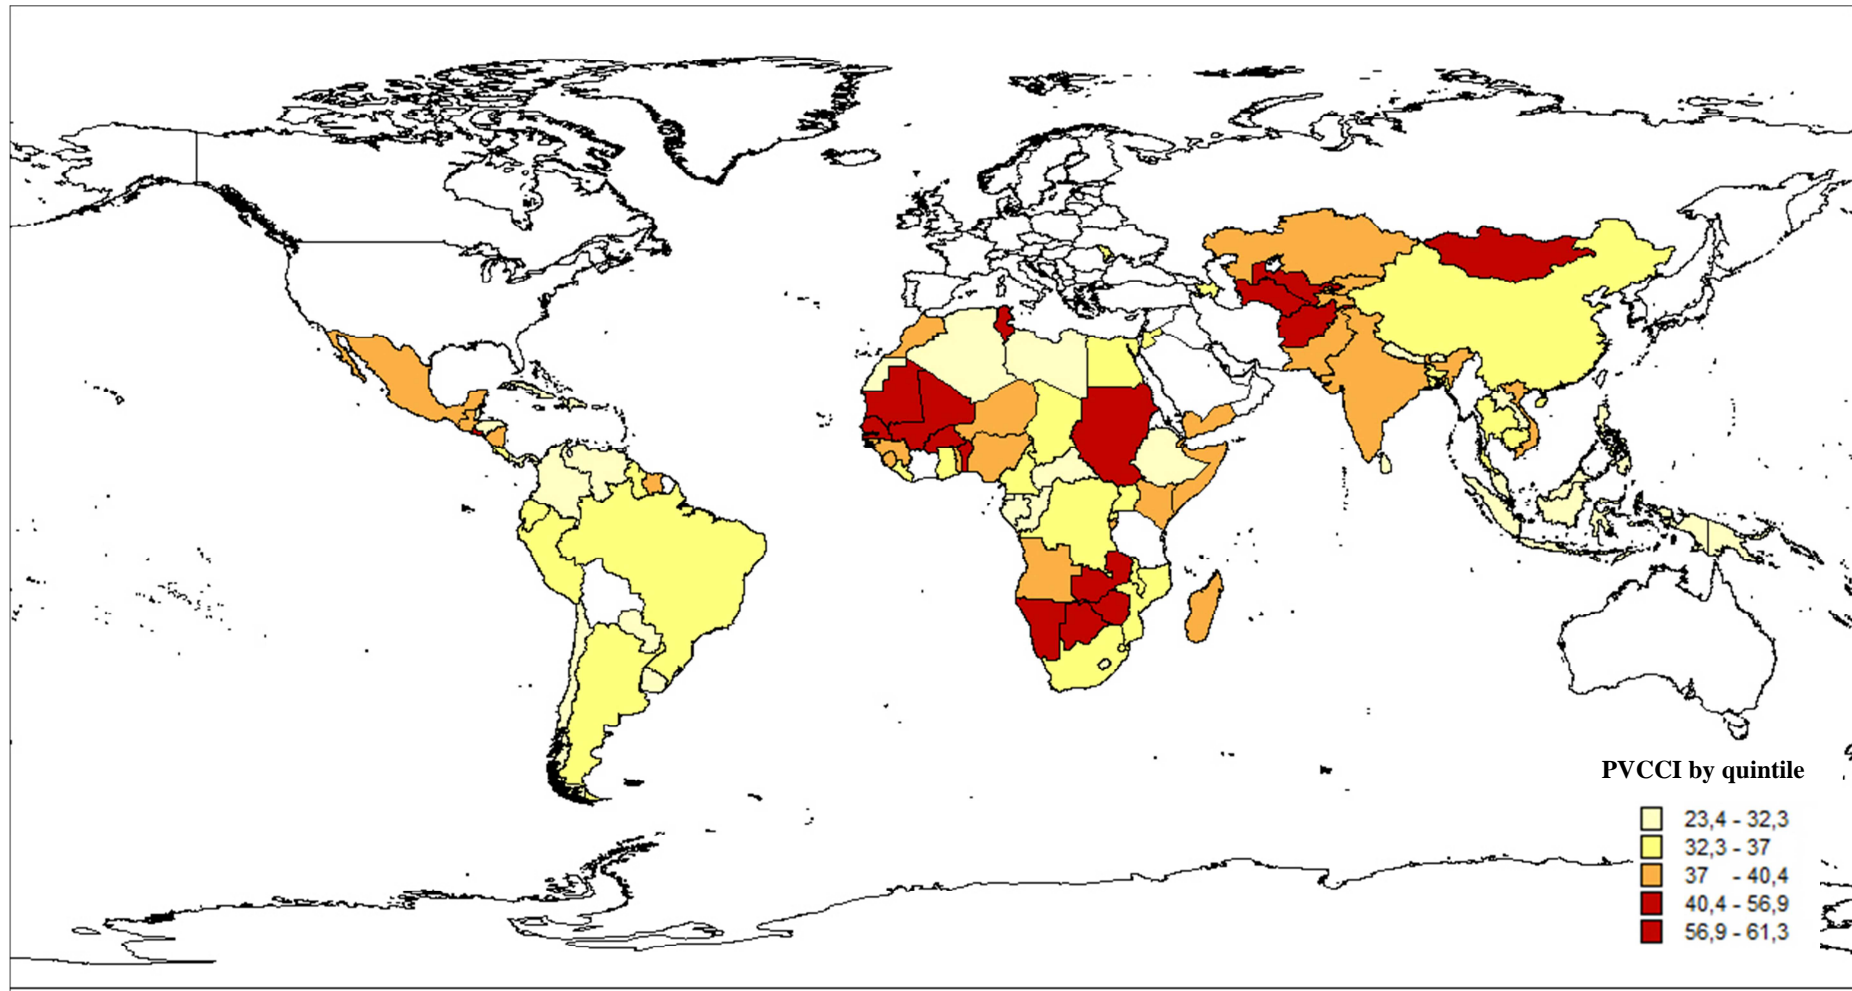 PVCCI by quintile
23,4 - 32,3
32,3 - 37
37 - 40,4
40,4 - 56,9
56,9 - 61,3